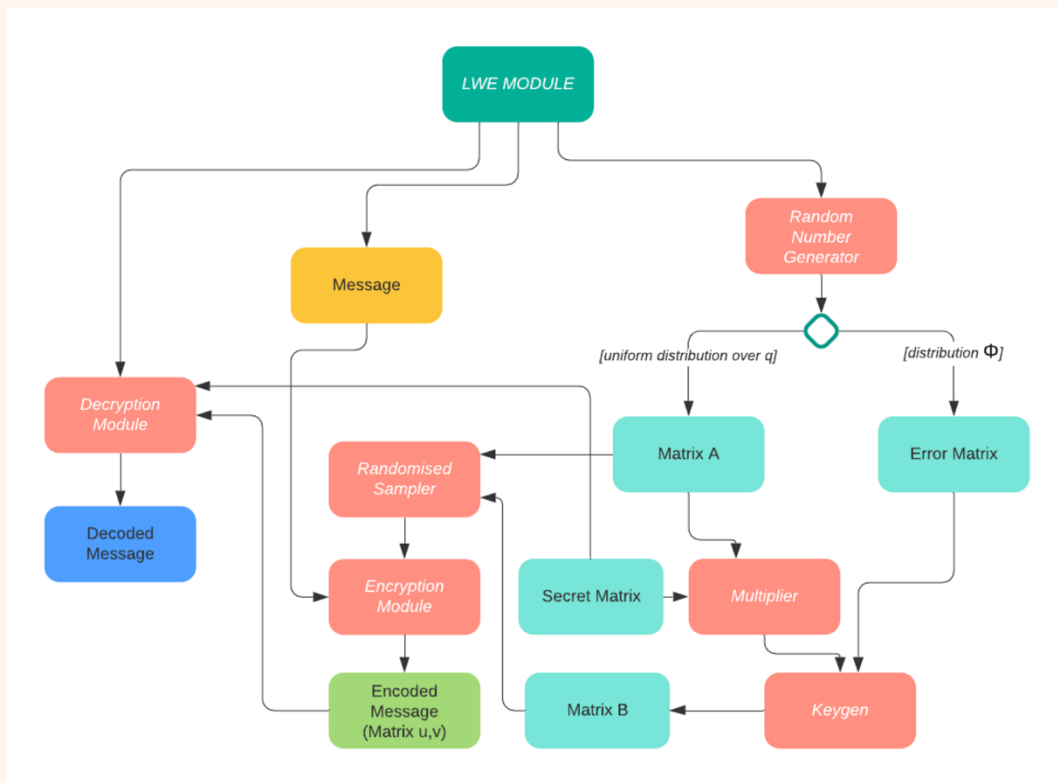 LWE MODULE
Random
Number
Generator
Message
[uniform distribution over q]
[distribution Φ]
Decryption
Module
Matrix A
Error Matrix
Randomised
Sampler
Decoded
Message
Encryption
Module
Secret Matrix
Multiplier
Encoded
Message
(Matrix u,v)
Matrix B
Keygen